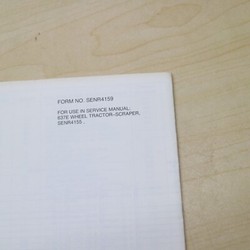 FORM NO. SENR4159
FOR USE IN SERVICE MANUAL:
637E WHEEL TRACTOR-SCRAPER,
SENR4155.